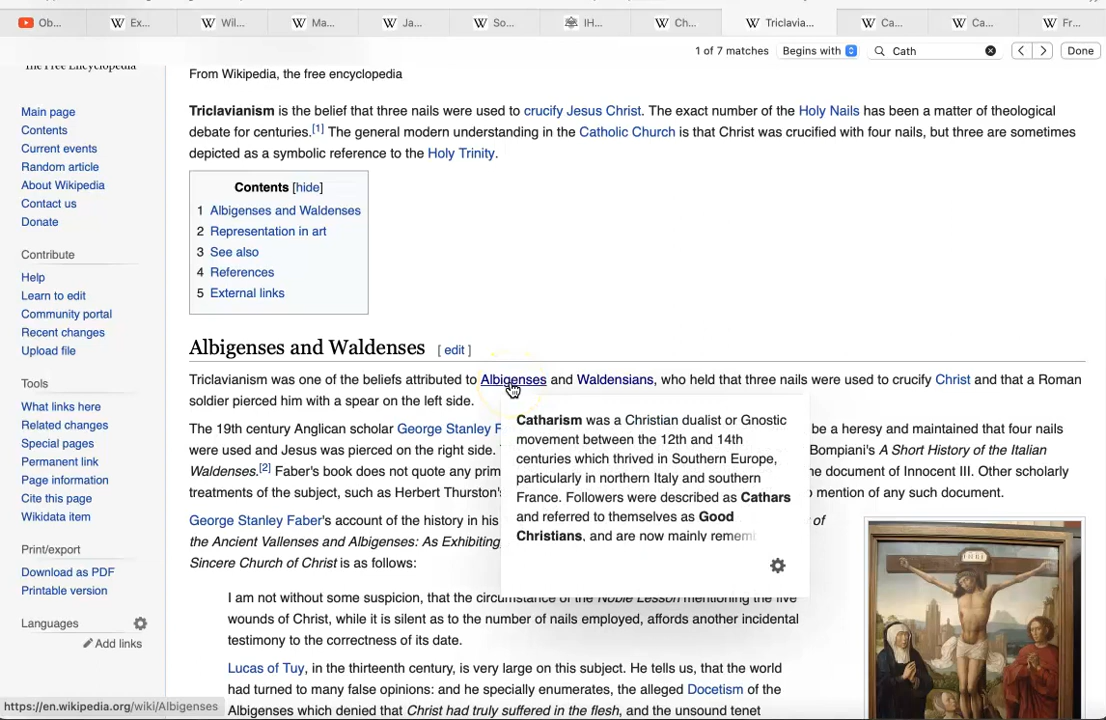 Ob...
Ex...
Wil...
Ma...
Ja...
So...
IH...
Ch...
Triclavia...
Ca...
Ca...
Fr...
1 of 7 matches Begins with Cath Done
The Free Encyclopedia
Main page
Contents
Current events
Random article
About Wikipedia
Contact us
Donate
Contribute
Help
Learn to edit
Community portal
Recent changes
Upload file
Tools
What links here
Related changes
Special pages
Permanent link
Page information
Cite this page
Wikidata item
Print/export
Download as PDF
Printable version
Languages
Add links
From Wikipedia, the free encyclopedia
Triclavianism is the belief that three nails were used to crucify Jesus Christ. The exact number of the Holy Nails has been a matter of theological
debate for centuries.[1] The general modern understanding in the Catholic Church is that Christ was crucified with four nails, but three are sometimes
depicted as a symbolic reference to the Holy Trinity.
Contents [hide]
1 Albigenses and Waldenses
2 Representation in art
3 See also
4 References
5 External links
Albigenses and Waldenses [ edit ]
Triclavianism was one of the beliefs attributed to Albigenses and Waldensians, who held that three nails were used to crucify Christ and that a Roman
soldier pierced him with a spear on the left side.
The 19th century Anglican scholar George Stanley F be a heresy and maintained that four nails
were used and Jesus was pierced on the right side. Bompiani's A Short History of the Italian
Waldenses.[2] Faber's book does not quote any prim ne document of Innocent III. Other scholarly
treatments of the subject, such as Herbert Thurston's o mention of any such document.
George Stanley Faber's account of the history in his of
the Ancient Vallenses and Albigenses: As Exhibiting,
Sincere Church of Christ is as follows:
Catharism was a Christian dualist or Gnostic
movement between the 12th and 14th
centuries which thrived in Southern Europe,
particularly in northern Italy and southern
France. Followers were described as Cathars
and referred to themselves as Good
Christians, and are now mainly remem
I am not without some suspicion, that the circumstance of the Noble Lesson mentioning the five
wounds of Christ, while it is silent as to the number of nails employed, affords another incidental
testimony to the correctness of its date.
Lucas of Tuy, in the thirteenth century, is very large on this subject. He tells us, that the world
had turned to many false opinions: and he specially enumerates, the alleged Docetism of the
Albigenses which denied that Christ had truly suffered in the flesh, and the unsound tenet
https://en.wikipedia.org/wiki/Albigenses